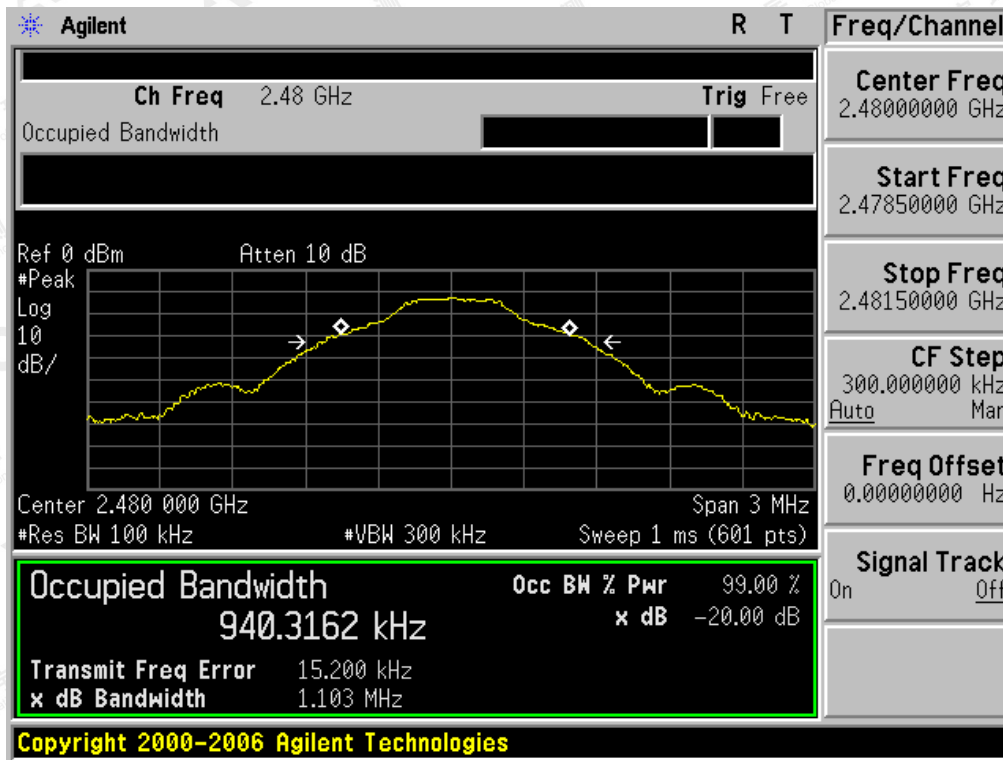 Agilent R T
Freq/Channel
Ch Freq 2.48 GHz Trig Free
Occupied Bandwidth
Ref 0 dBm Atten 10 dB
#Peak
Log
10
dB/
Center 2.480 000 GHz Span 3 MHz
#Res BW 100 kHz #VBW 300 kHz Sweep 1 ms (601 pts)
Occupied Bandwidth
940.3162 kHz
Occ BW % Pwr 99.00 %
x dB -20.00 dB
Transmit Freq Error 15.200 kHz
x dB Bandwidth 1.103 MHz
Copyright 2000-2006 Agilent Technologies
Center Freq
2.48000000 GHz
Start Freq
2.47850000 GHz
Stop Freq
2.48150000 GHz
CF Step
300.000000 kHz
Auto Man
Freq Offset
0.00000000 Hz
Signal Track
On Off